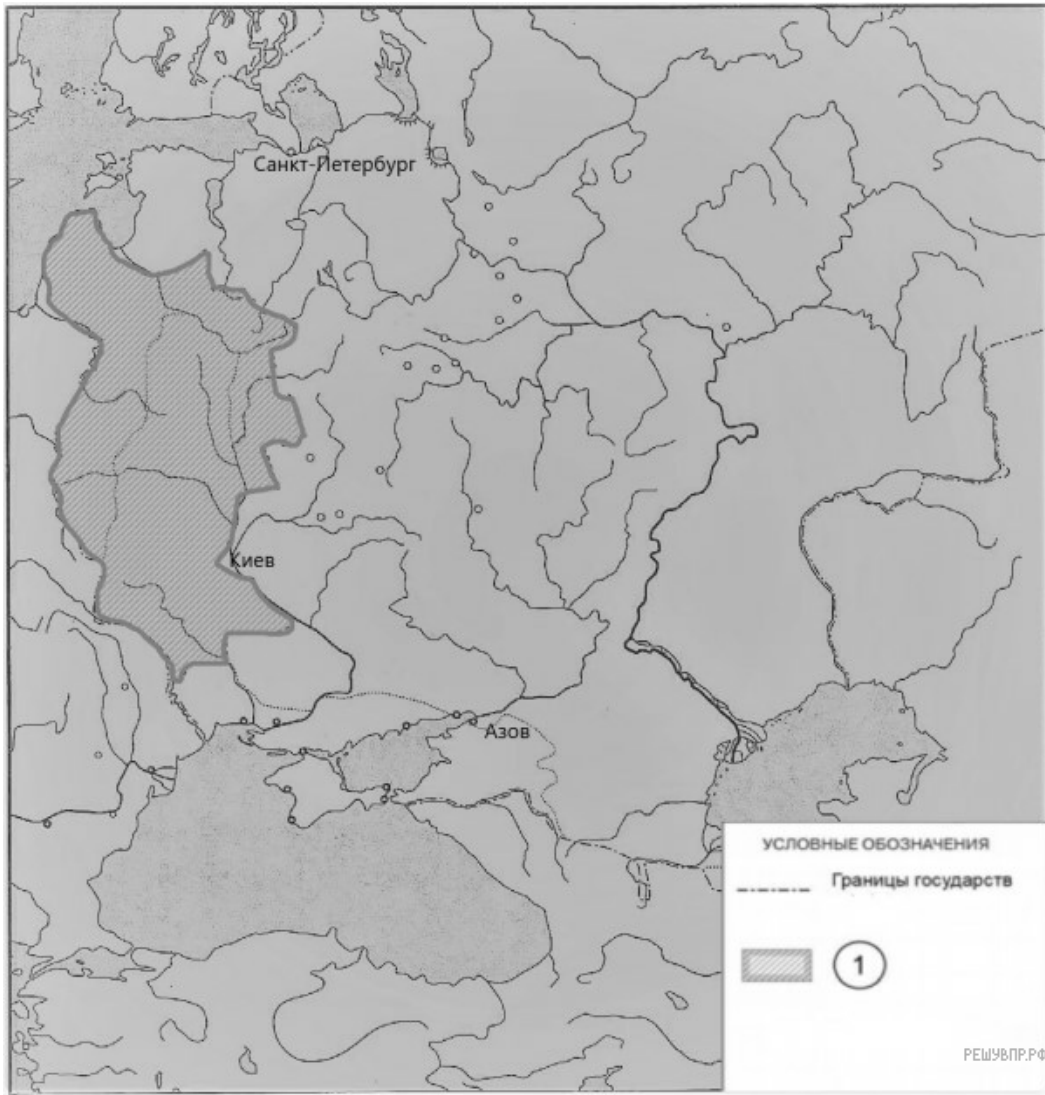 Санкт-Петербург
Киев
Азов
УСЛОВНЫЕ ОБОЗНАЧЕНИЯ
Границы государств
1
РЕШУВПР.РФ